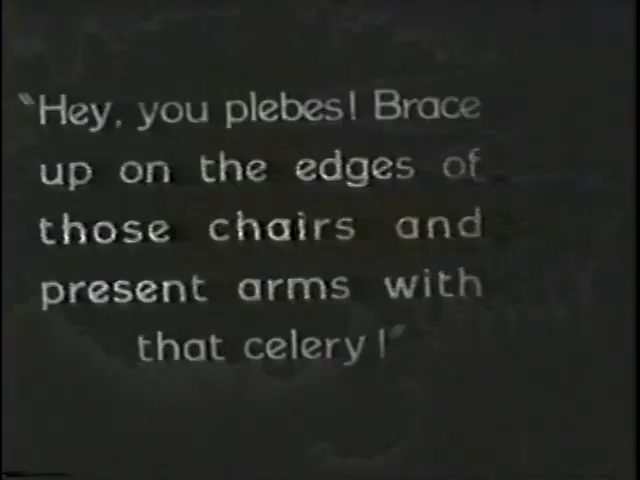 "Hey, you plebes! Brace
up on the edges of
those chairs and
present arms with
that celery!"